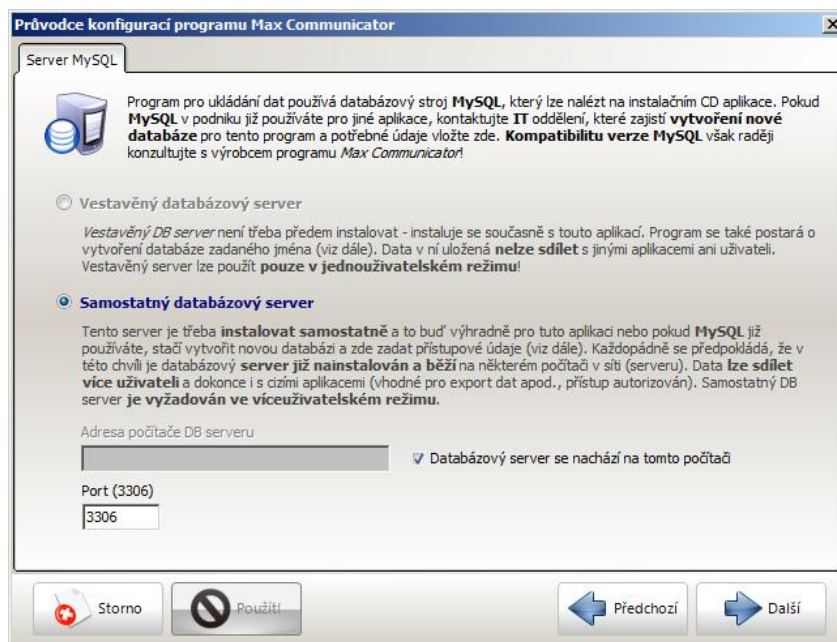 Průvodce konfigurací programu Max Communicator
Server MySQL
Program pro ukládání dat používá databázový stroj MySQL, který lze nalézt na instalačním CD aplikace. Pokud
MySQL v podniku již používáte pro jiné aplikace, kontaktujte IT oddělení, které zajistí vytvoření nové
databáze pro tento program a potřebné údaje vložte zde. Kompatibilitu verze MySQL však raději
konzultujte s výrobcem programu Max Communicator!
Vestavěný databázový server
Vestavěný DB server není třeba předem instalovat - instaluje se současně s touto aplikací. Program se také postará o
vytvoření databáze zadaného jména (viz dále). Data v ní uložená nelze sdílet s jinými aplikacemi ani uživateli.
Vestavěný server lze použít pouze v jednouživatelském režimu!
Samostatný databázový server
Tento server je třeba instalovat samostatně a to buď výhradně pro tuto aplikaci nebo pokud MySQL již
používáte, stačí vytvořit novou databázi a zde zadat přístupové údaje (viz dále). Každopádně se předpokládá, že v
této chvíli je databázový server již nainstalován a běží na některém počítači v síti (serveru). Data lze sdílet
více uživateli a dokonce i s cizími aplikacemi (vhodné pro export dat apod., přístup autorizován). Samostatný DB
server je vyžadován ve víceuživatelském režimu.
Adresa počítače DB serveru
Databázový server se nachází na tomto počítači
Port (3306)
3306
Storno
Použít!
Předchozí
Další